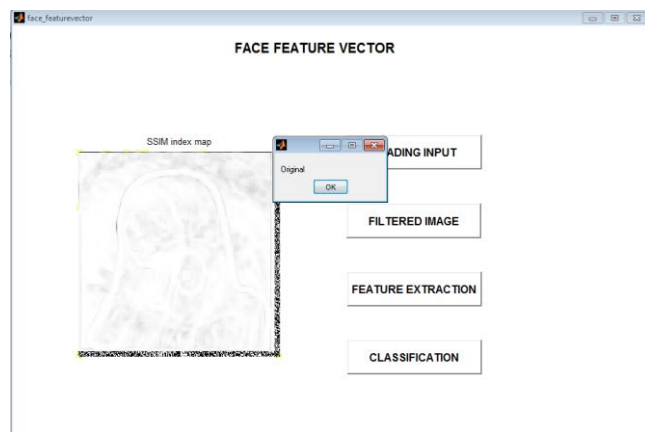 face_featurevector
FACE FEATURE VECTOR
SSIM index map
Original
OK
ADING INPUT
FILTERED IMAGE
FEATURE EXTRACTION
CLASSIFICATION